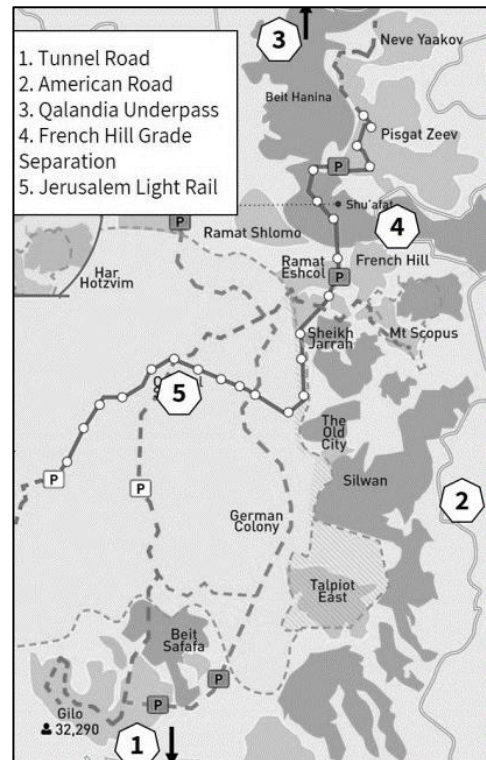 1. Tunnel Road
2. American Road
3. Qalandia Underpass
4. French Hill Grade
Separation
5. Jerusalem Light Rail
3
Neve Yaakov
Beit Hanina
Pisgat Zeev
P
Shu'afat
4
P
Ramat Shlomo
Ramat
Eshcol
French Hill
P
Har
Hotzvim
Sheikh
Jarrah
Mt Scopus
5
The
Old
City
P
P
Silwan
2
German
Colony
Talpiot
East
Beit
Safafa
P
P
Gilo
32,290
1